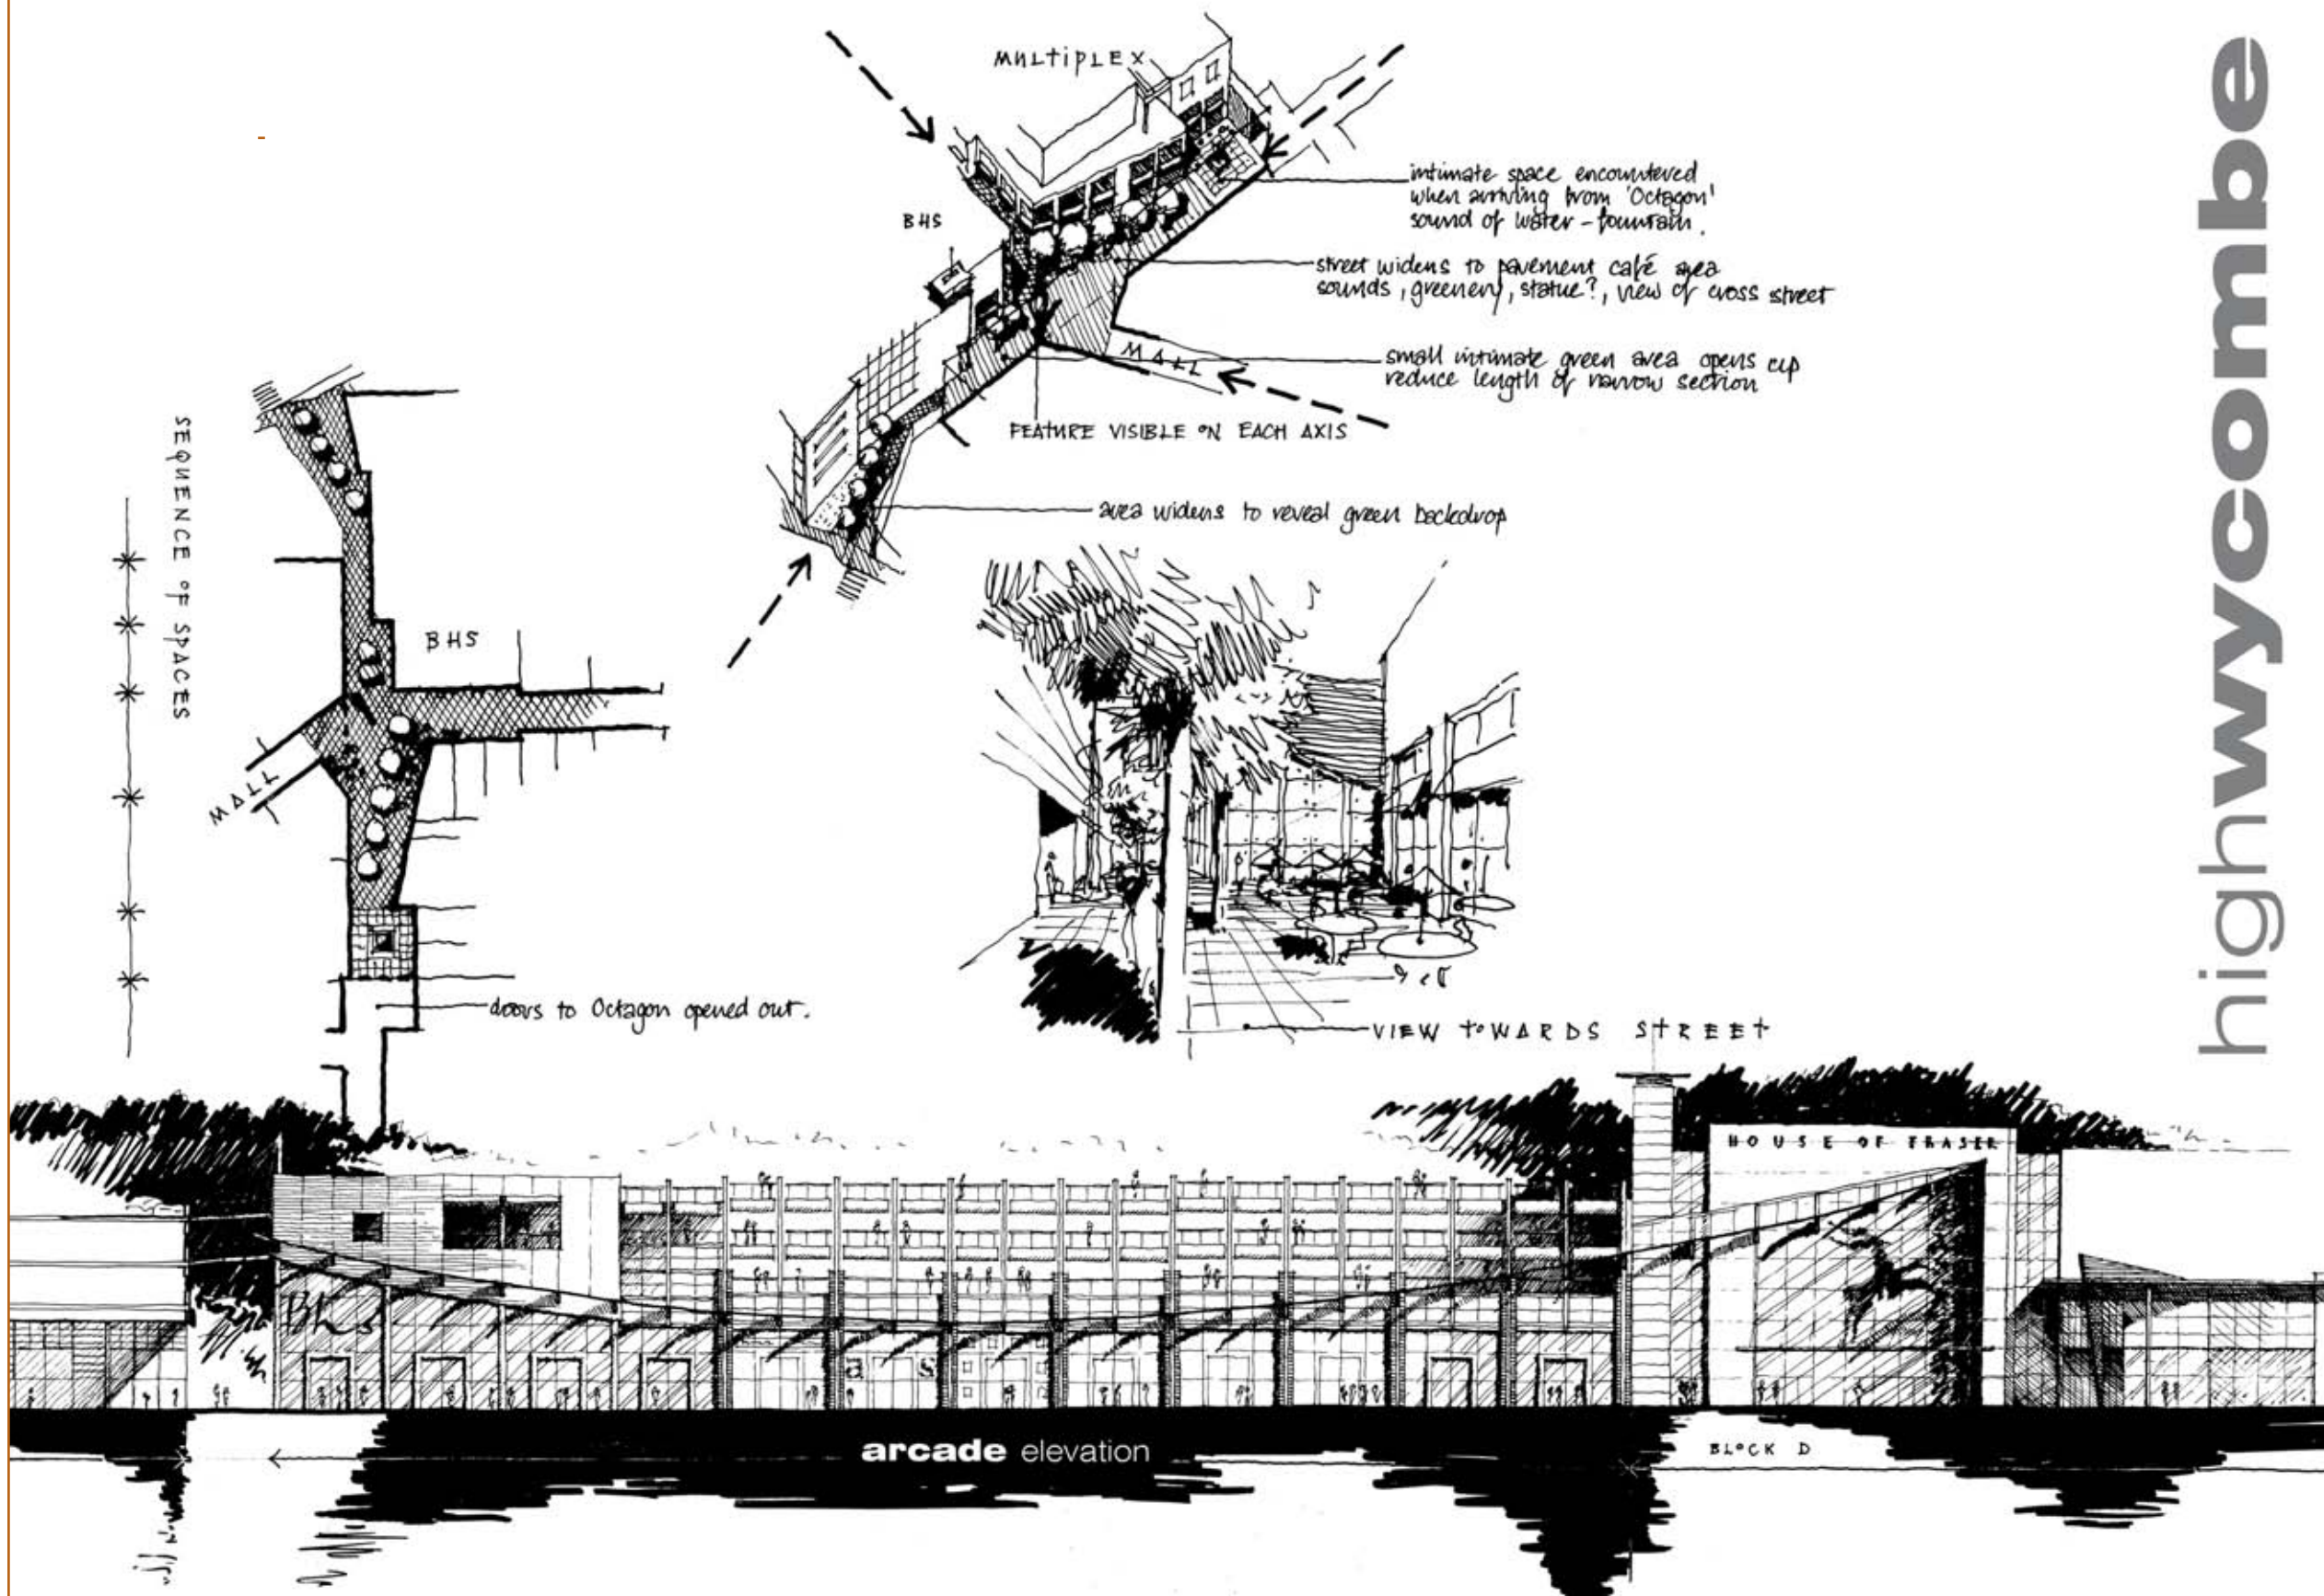 MULTIPLEX
intimate space encountered
when arriving from 'Octagon'
sound of water - fountain.
BHS
street widens to pavement café area
sounds, greenery, statue?, view of cross street
MALL
small intimate green area opens up
reduce length of narrow section
FEATURE VISIBLE ON EACH AXIS
area widens to reveal green backdrop
SEQUENCE OF SPACES
BHS
MALL
doors to Octagon opened out.
VIEW TOWARDS STREET
highwycombe
HOUSE OF FRASER
Bhs
arcade elevation
BLOCK D